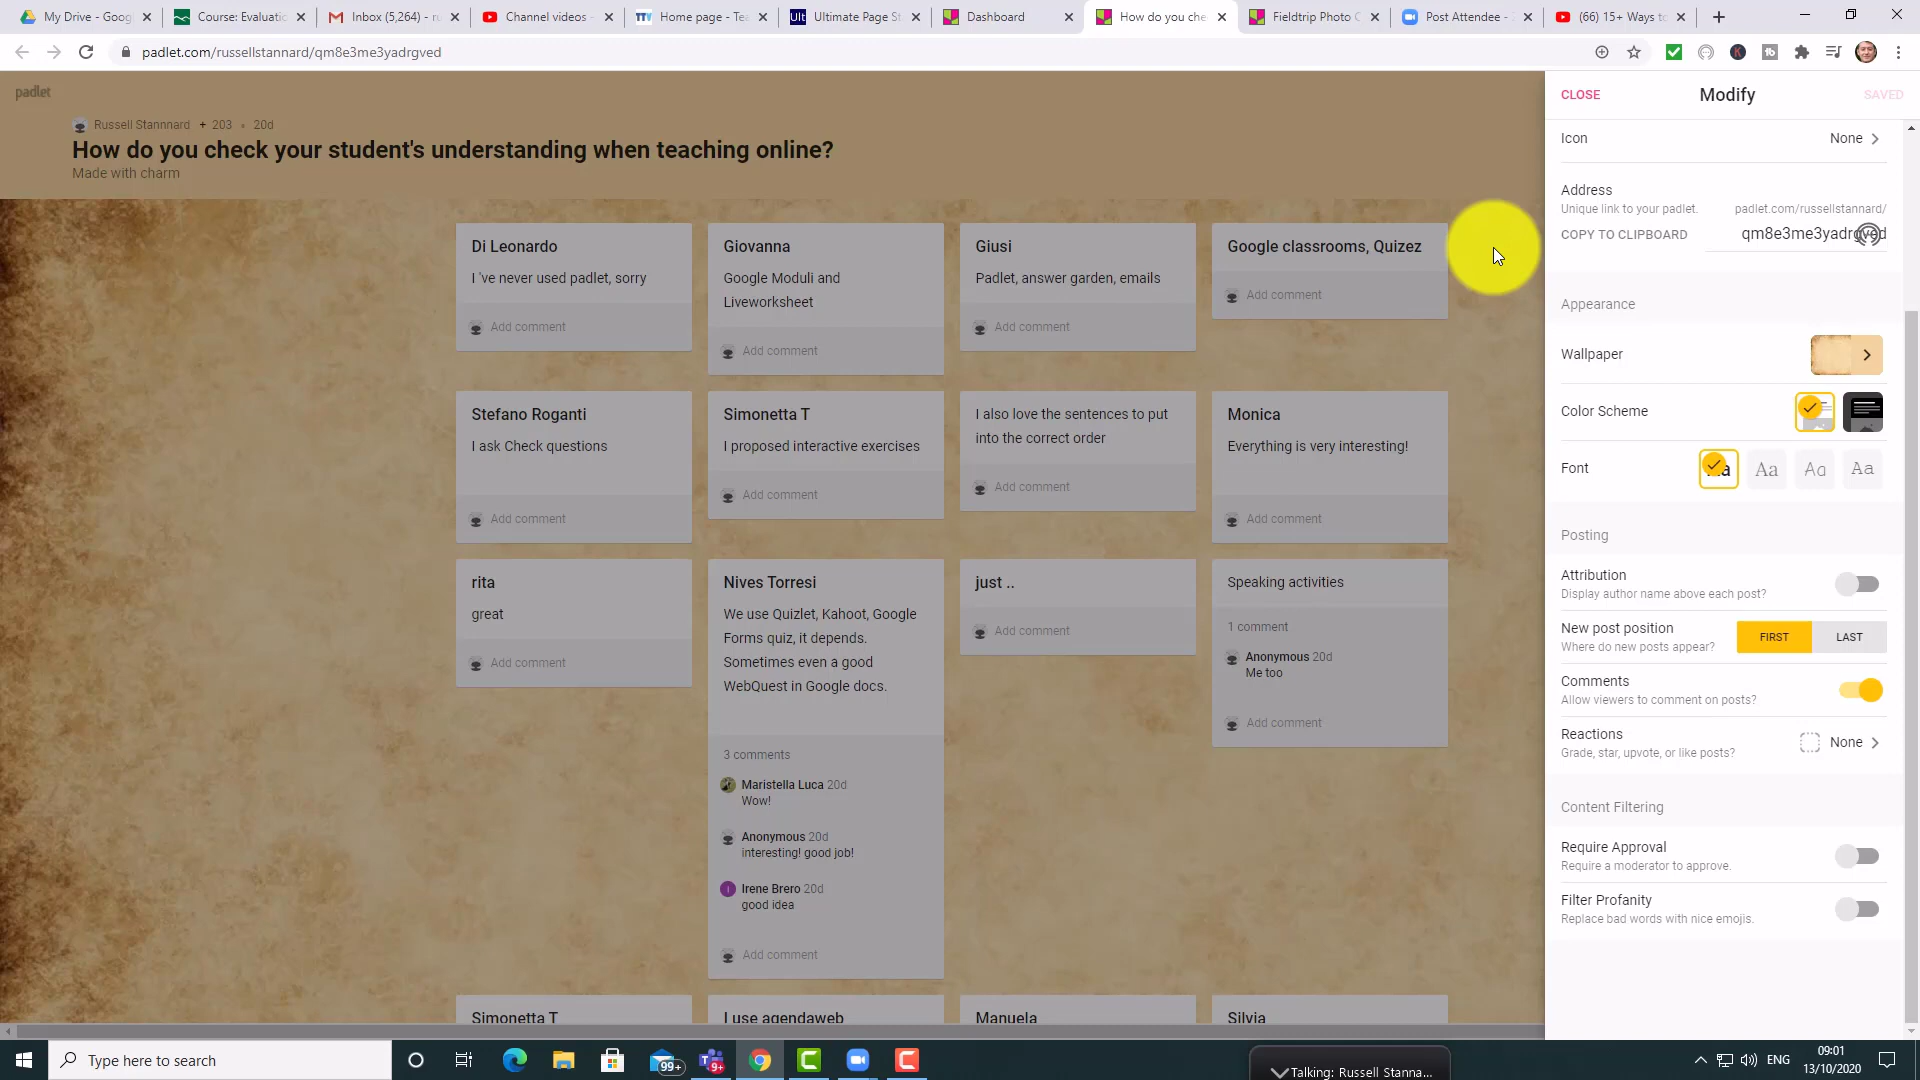 My Drive - Goog
Course: Evaluati
Inbox (5,264) - ru
Channel videos -
Home page - Tea
Ultimate Page St
Dashboard
How do you che
Fieldtrip Photo C
Post Attendee -
(66) 15+ Ways to
padlet.com/russellstannard/qm8e3me3yadrgved
padlet
Russell Stannnard + 203 • 20d
How do you check your student's understanding when teaching online?
Made with charm
Di Leonardo
I 've never used padlet, sorry
Add comment
Giovanna
Google Moduli and
Liveworksheet
Add comment
Giusi
Padlet, answer garden, emails
Add comment
Google classrooms, Quizez
Add comment
Stefano Roganti
I ask Check questions
Add comment
Simonetta T
I proposed interactive exercises
Add comment
I also love the sentences to put
into the correct order
Add comment
Monica
Everything is very interesting!
Add comment
rita
great
Add comment
Nives Torresi
We use Quizlet, Kahoot, Google
Forms quiz, it depends.
Sometimes even a good
WebQuest in Google docs.
3 comments
Maristella Luca 20d
Wow!
Anonymous 20d
interesting! good job!
Irene Brero 20d
good idea
Add comment
just ..
Add comment
Speaking activities
1 comment
Anonymous 20d
Me too
Add comment
Simonetta T
I use agendaweb
Manuela
Silvia
CLOSE
Modify
SAVED
Icon
None
Address
Unique link to your padlet.
padlet.com/russellstannard/
COPY TO CLIPBOARD
qm8e3me3yadrgved
Appearance
Wallpaper
Color Scheme
Font
Aa Aa Aa
Posting
Attribution
Display author name above each post?
New post position
Where do new posts appear?
FIRST
LAST
Comments
Allow viewers to comment on posts?
Reactions
Grade, star, upvote, or like posts?
None
Content Filtering
Require Approval
Require a moderator to approve.
Filter Profanity
Replace bad words with nice emojis.
Type here to search
99+
9+
Talking: Russell Stanna...
ENG
09:01
13/10/2020